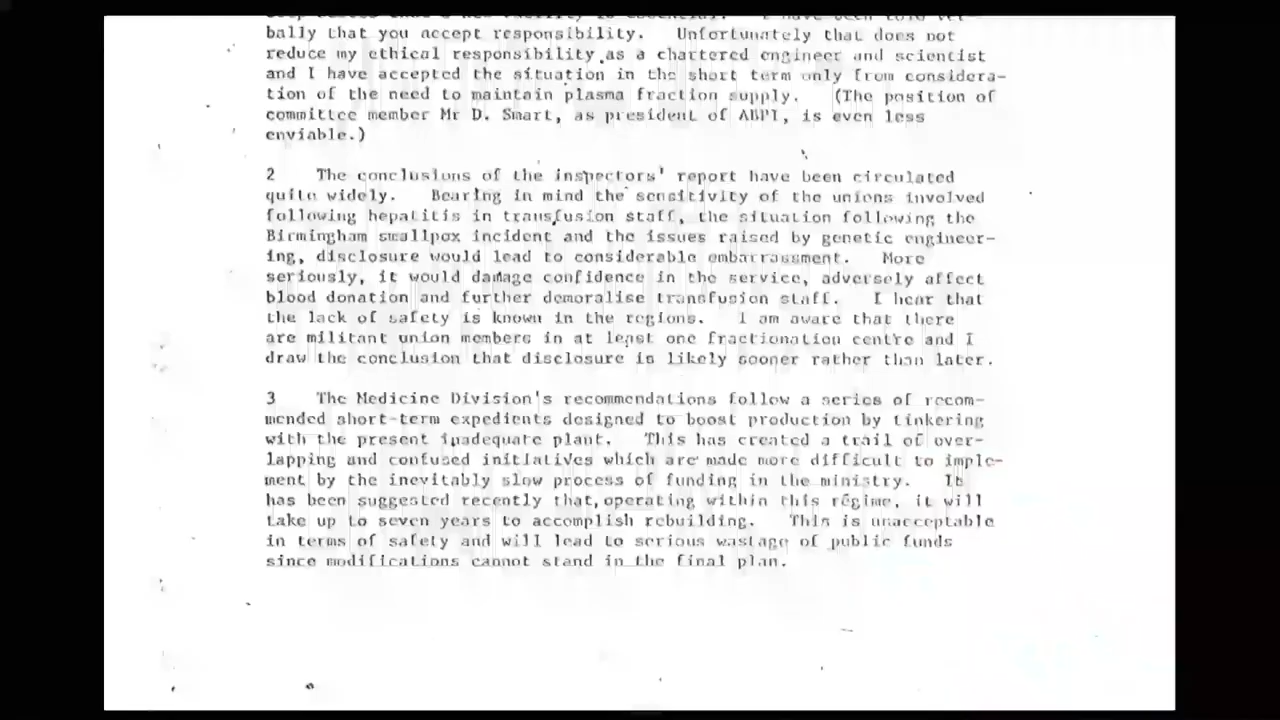 bally that you accept responsibility. Unfortunately that does not
reduce my ethical responsibility as a chartered engineer and scientist
and I have accepted the situation in the short term only from considera-
tion of the need to maintain plasma fraction supply. (The position of
committee member Mr D. Smart, as president of ABPI, is even less
enviable.)
2 The conclusions of the inspectors' report have been circulated
quite widely. Bearing in mind the sensitivity of the unions involved
following hepatitis in transfusion staff, the situation following the
Birmingham smallpox incident and the issues raised by genetic engineer-
ing, disclosure would lead to considerable embarrassment. More
seriously, it would damage confidence in the service, adversely affect
blood donation and further demoralise transfusion staff. I hear that
the lack of safety is known in the regions. I am aware that there
are militant union members in at least one fractionation centre and I
draw the conclusion that disclosure is likely sooner rather than later.
3 The Medicine Division's recommendations follow a series of recom-
mended short-term expedients designed to boost production by tinkering
with the present inadequate plant. This has created a trail of over-
lapping and confused initiatives which are made more difficult to imple-
ment by the inevitably slow process of funding in the ministry. It
has been suggested recently that, operating within this régime, it will
take up to seven years to accomplish rebuilding. This is unacceptable
in terms of safety and will lead to serious wastage of public funds
since modifications cannot stand in the final plan.